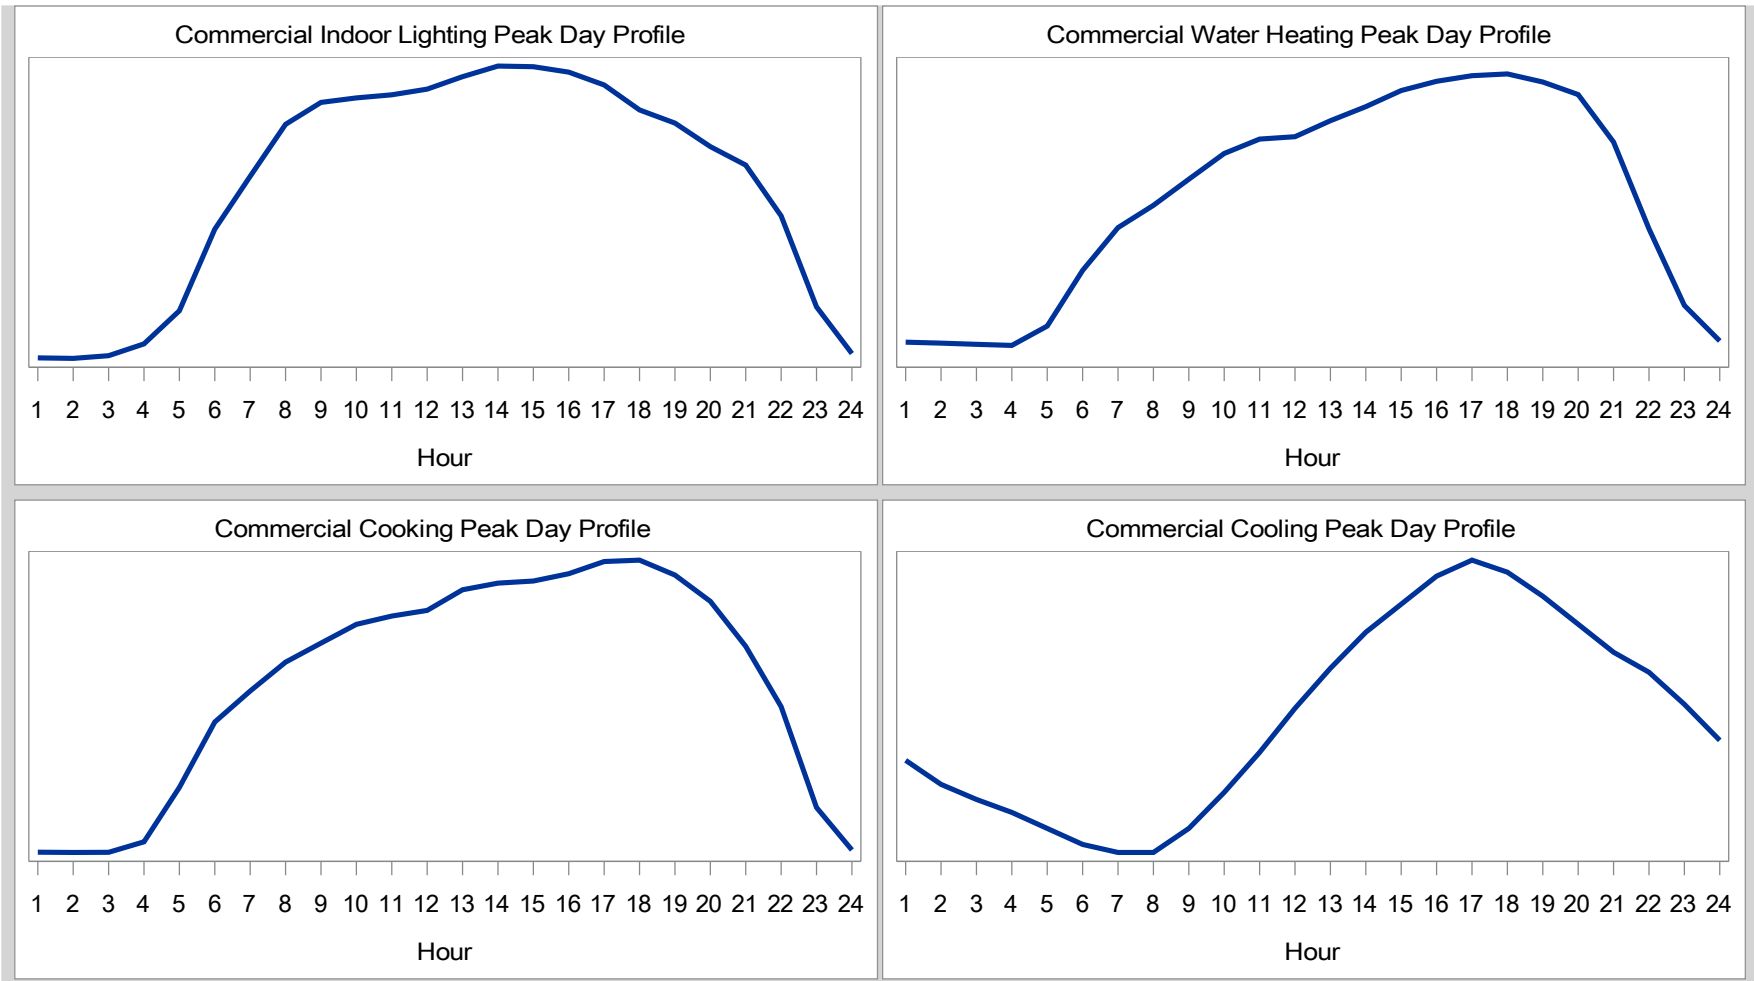 Commercial Indoor Lighting Peak Day Profile
1 2 3 4 5 6 7 8 9 10 11 12 13 14 15 16 17 18 19 20 21 22 23 24
Hour
Commercial Water Heating Peak Day Profile
1 2 3 4 5 6 7 8 9 10 11 12 13 14 15 16 17 18 19 20 21 22 23 24
Hour
Commercial Cooking Peak Day Profile
1 2 3 4 5 6 7 8 9 10 11 12 13 14 15 16 17 18 19 20 21 22 23 24
Hour
Commercial Cooling Peak Day Profile
1 2 3 4 5 6 7 8 9 10 11 12 13 14 15 16 17 18 19 20 21 22 23 24
Hour